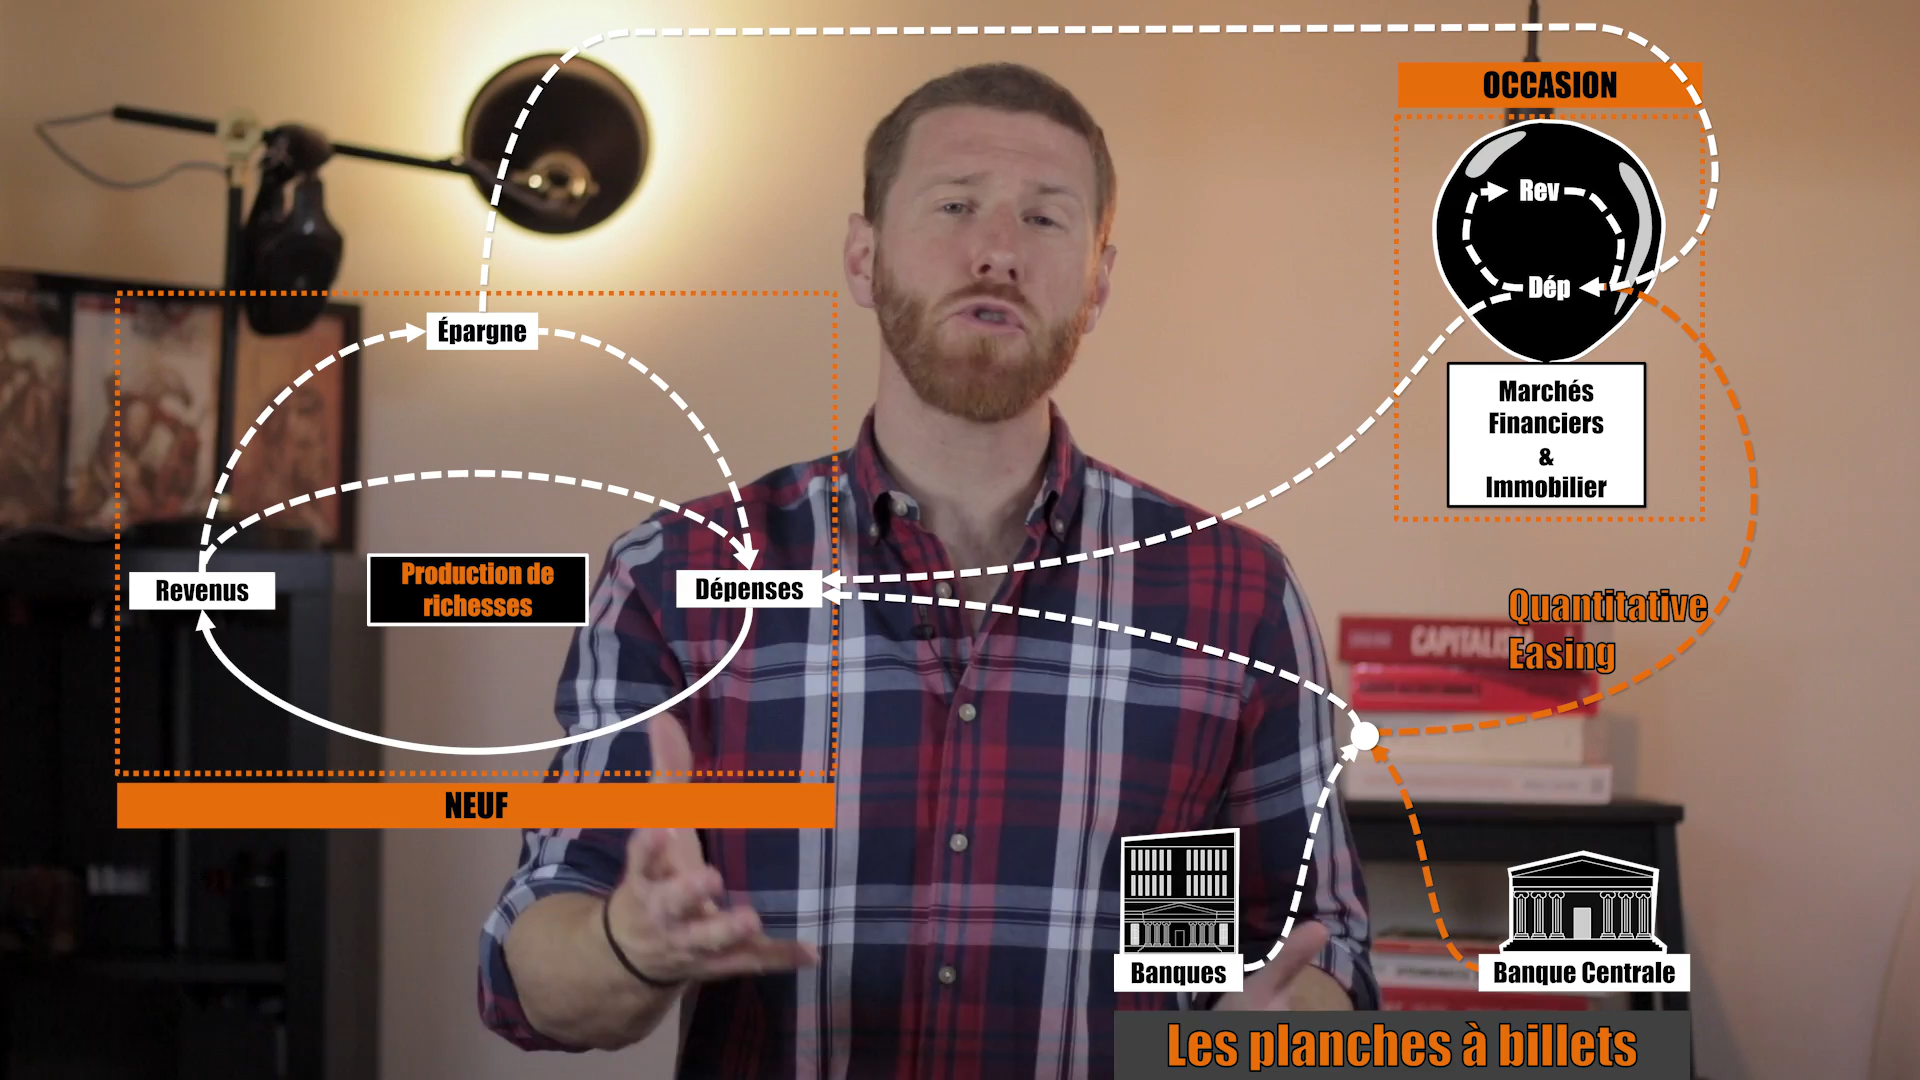 OCCASION
Rev
Dép
Marchés
Financiers
&
Immobilier
Épargne
Revenus
Production de
richesses
Dépenses
NEUF
Quantitative
Easing
CAPITALI
Banques
Banque Centrale
Les planches à billets